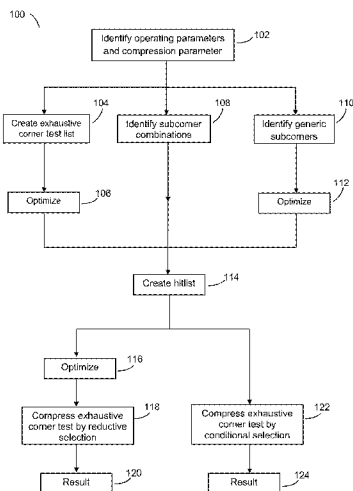 100
Identify operating parameters
and compression parameter
102
104
Create exhaustive
corner test list
108
Identify subcorner
combinations
110
Identify generic
subcorners
106
Optimize
112
Optimize
114
Create hitlist
116
Optimize
118
Compress exhaustive
corner test by reductive
selection
122
Compress exhaustive
corner test by
conditional selection
120
Result
124
Result